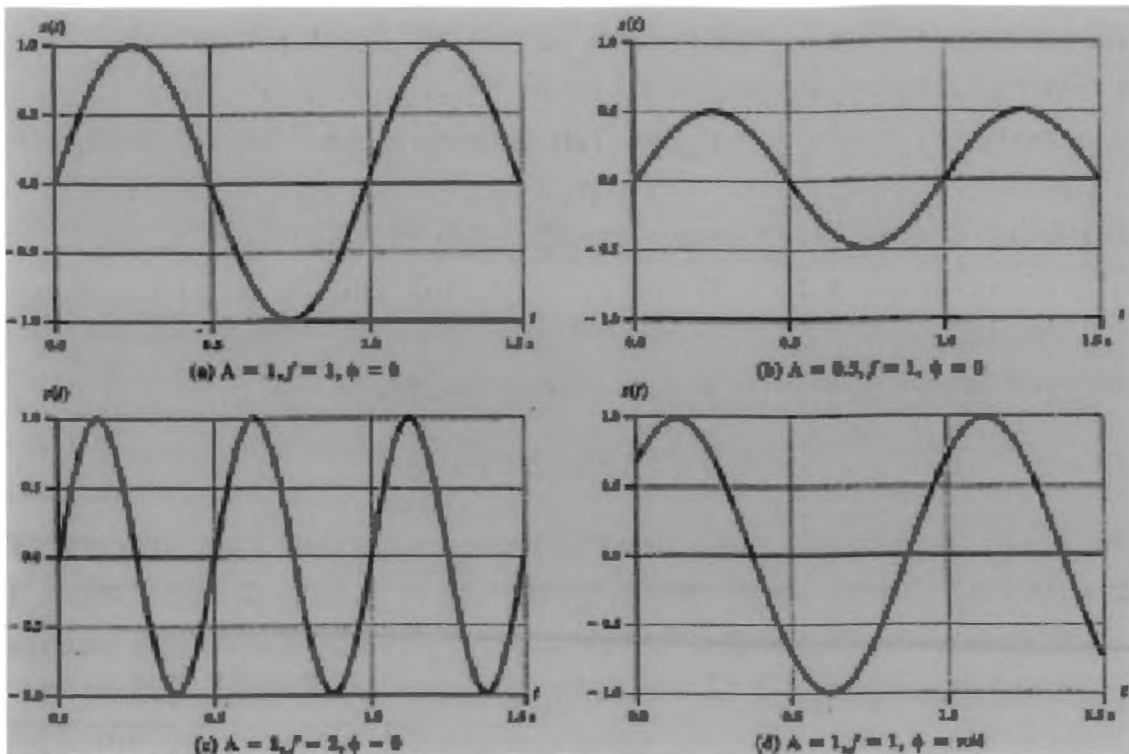 s(t)
1.0
0.5
0.0
−0.5
−1.0
t
0.0 0.5 1.0 1.5 s
(a) A = 1, f = 1, ϕ = 0
s(t)
1.0
0.5
0.0
−0.5
−1.0
t
0.0 0.5 1.0 1.5 s
(b) A = 0.5, f = 1, ϕ = 0
s(t)
1.0
0.5
0.0
−0.5
−1.0
t
0.0 0.5 1.0 1.5 s
(c) A = f = 2, ϕ = 0
s(t)
1.0
0.5
0.0
−0.5
−1.0
t
0.0 0.5 1.0 1.5 s
(d) A = 1, f = 1, ϕ = π/4